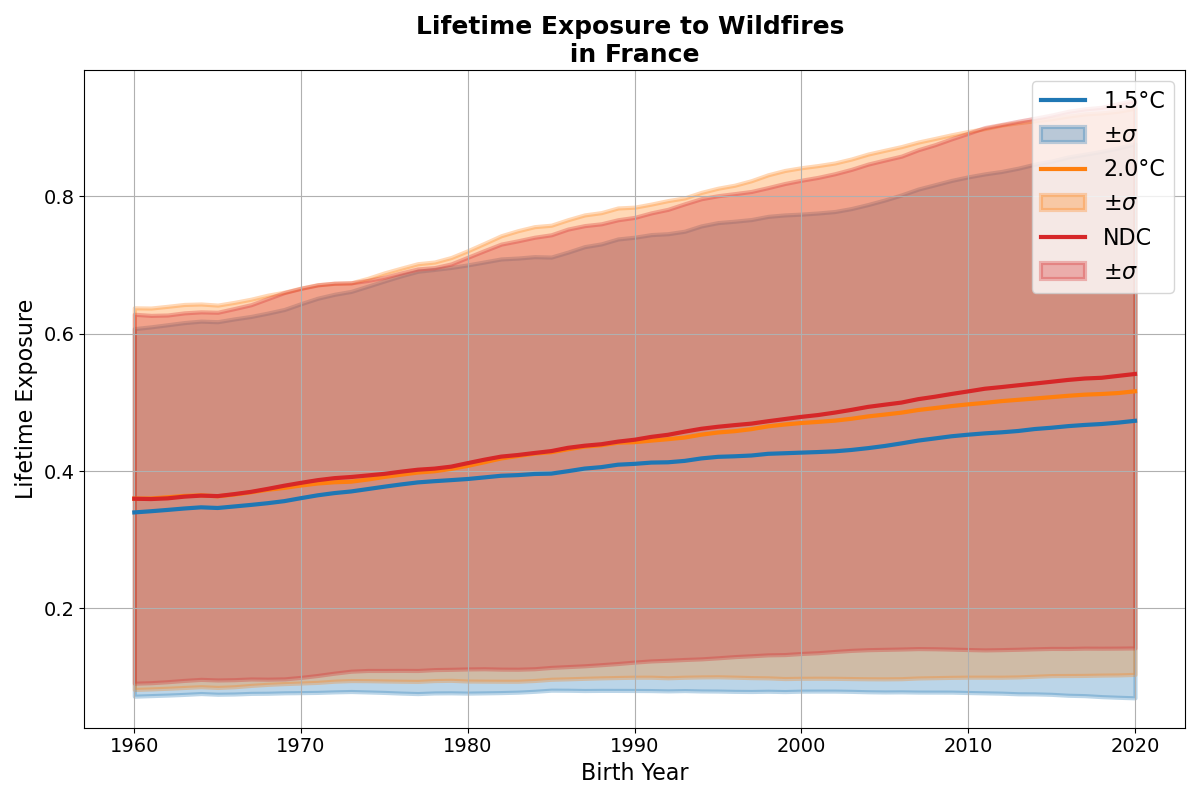 Lifetime Exposure to Wildfires
in France
1.5°C
±σ
2.0°C
±σ
NDC
±σ
Lifetime Exposure
0.8
0.6
0.4
0.2
1960
1970
1980
1990
2000
2010
2020
Birth Year